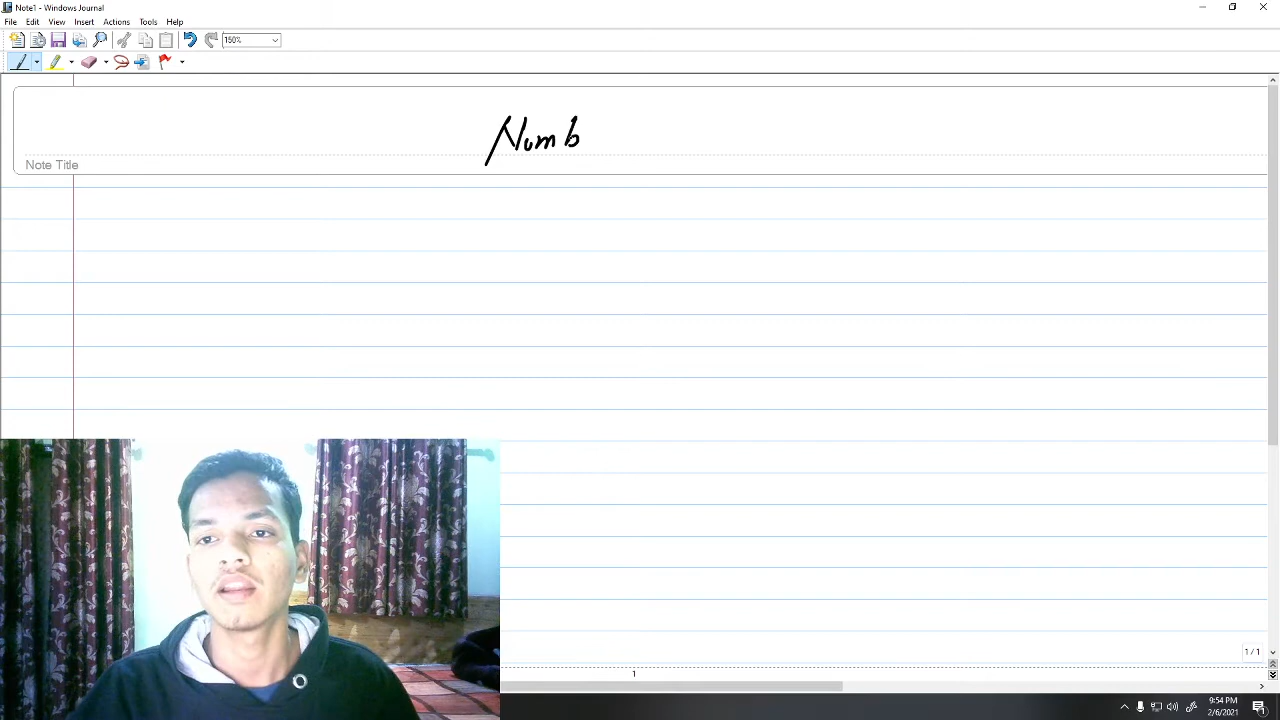 Note1 - Windows Journal
File Edit View Insert Actions Tools Help
150%
Numb
Note Title
1 / 1
1
9:54 PM
2/6/2021